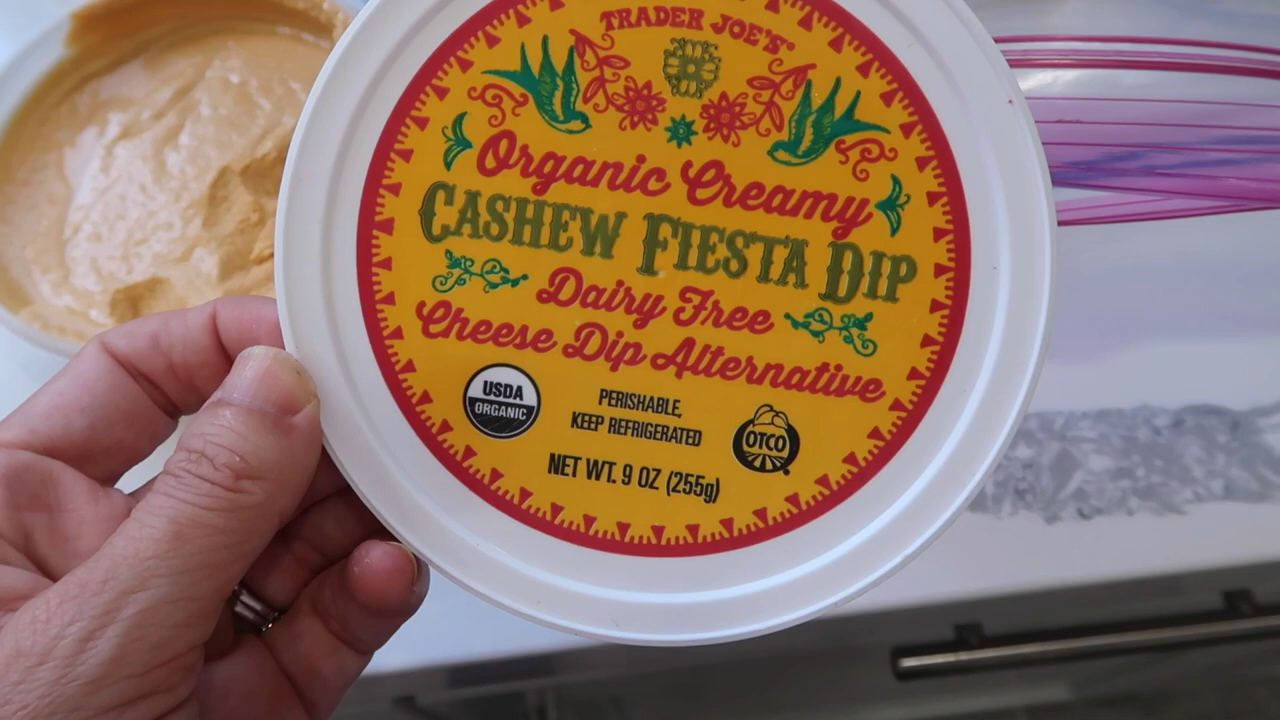 TRADER JOE'S
Organic Creamy
CASHEW FIESTA DIP
Dairy Free
Cheese Dip Alternative
USDA
ORGANIC
PERISHABLE,
KEEP REFRIGERATED
OTCO
NET WT. 9 OZ (255g)